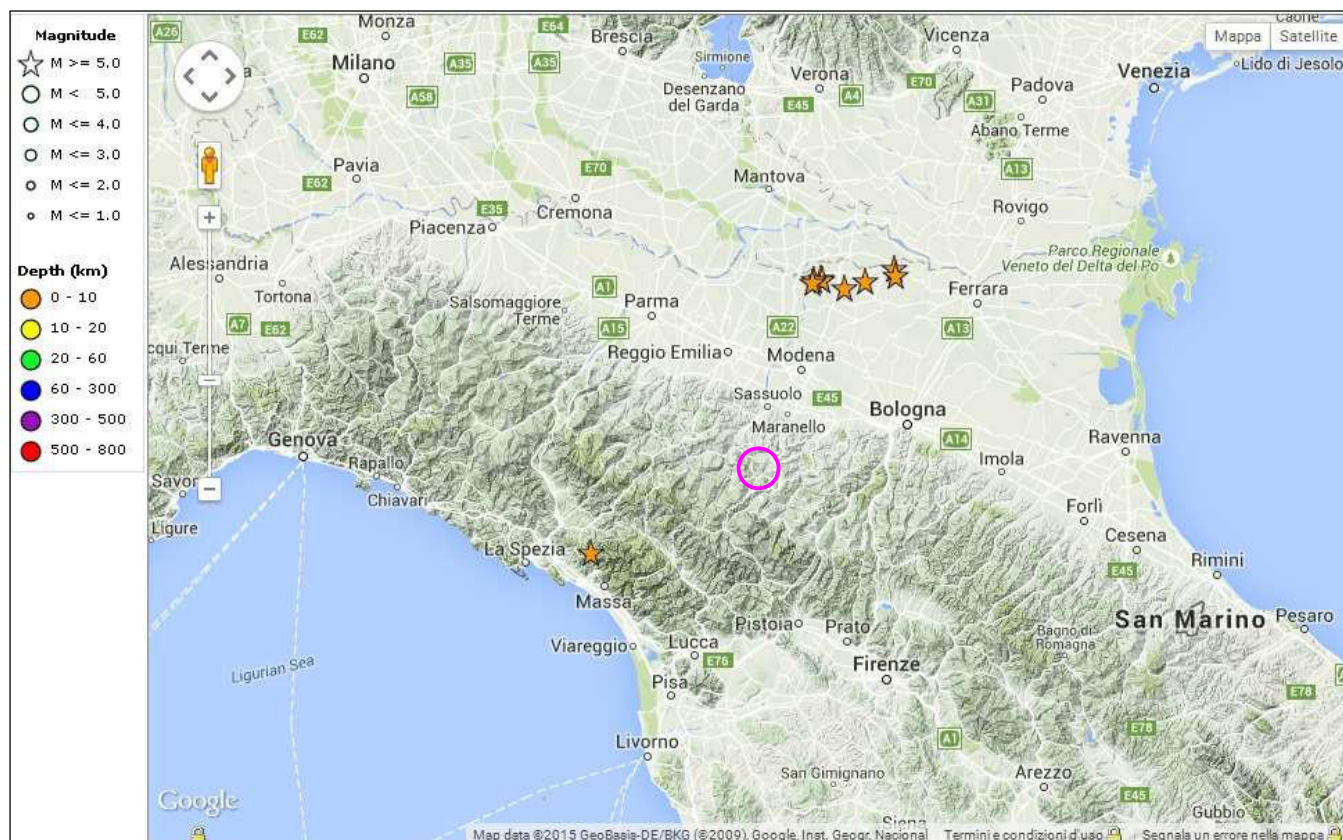 Magnitude
M >= 5.0
M < 5.0
M <= 4.0
M <= 3.0
M <= 2.0
M <= 1.0
Depth (km)
0 - 10
10 - 20
20 - 60
60 - 300
300 - 500
500 - 800
Mappa
Satellite
A26
E62
Monza
E64
Brescia
Vicenza
Milano
A35
A35
Sirmione
Verona
E70
Venezia
Lido di Jesolo
A58
Desenzano
del Garda
E45
A4
A31
Padova
Abano Terme
Pavia
E62
E70
Mantova
A13
E35
Cremona
Rovigo
Piacenza
Parco Regionale
Veneto del Delta del Po
Alessandria
Tortona
A1
Salsomaggiore
Terme
Parma
Ferrara
A7
E62
A15
A22
A13
cqui Terme
Reggio Emilia
Modena
Sassuolo
E45
Maranello
Bologna
Genova
A14
Ravenna
Rapallo
Imola
Savor
Chiavari
Forlì
Ligure
Cesena
La Spezia
E45
Rimini
Massa
San Marino
Pesaro
Pistoia
Prato
Bagno di
Romagna
Viareggio
Lucca
E76
Firenze
Ligurian Sea
Pisa
E78
E78
Livorno
A1
San Gimignano
Arezzo
E45
Google
Siena
Gubbio
Map data ©2015 GeoBasis-DE/BKG (©2009), Google, Inst. Geogr. Nacional
Termini e condizioni d'uso
Segnala un errore nella mappa